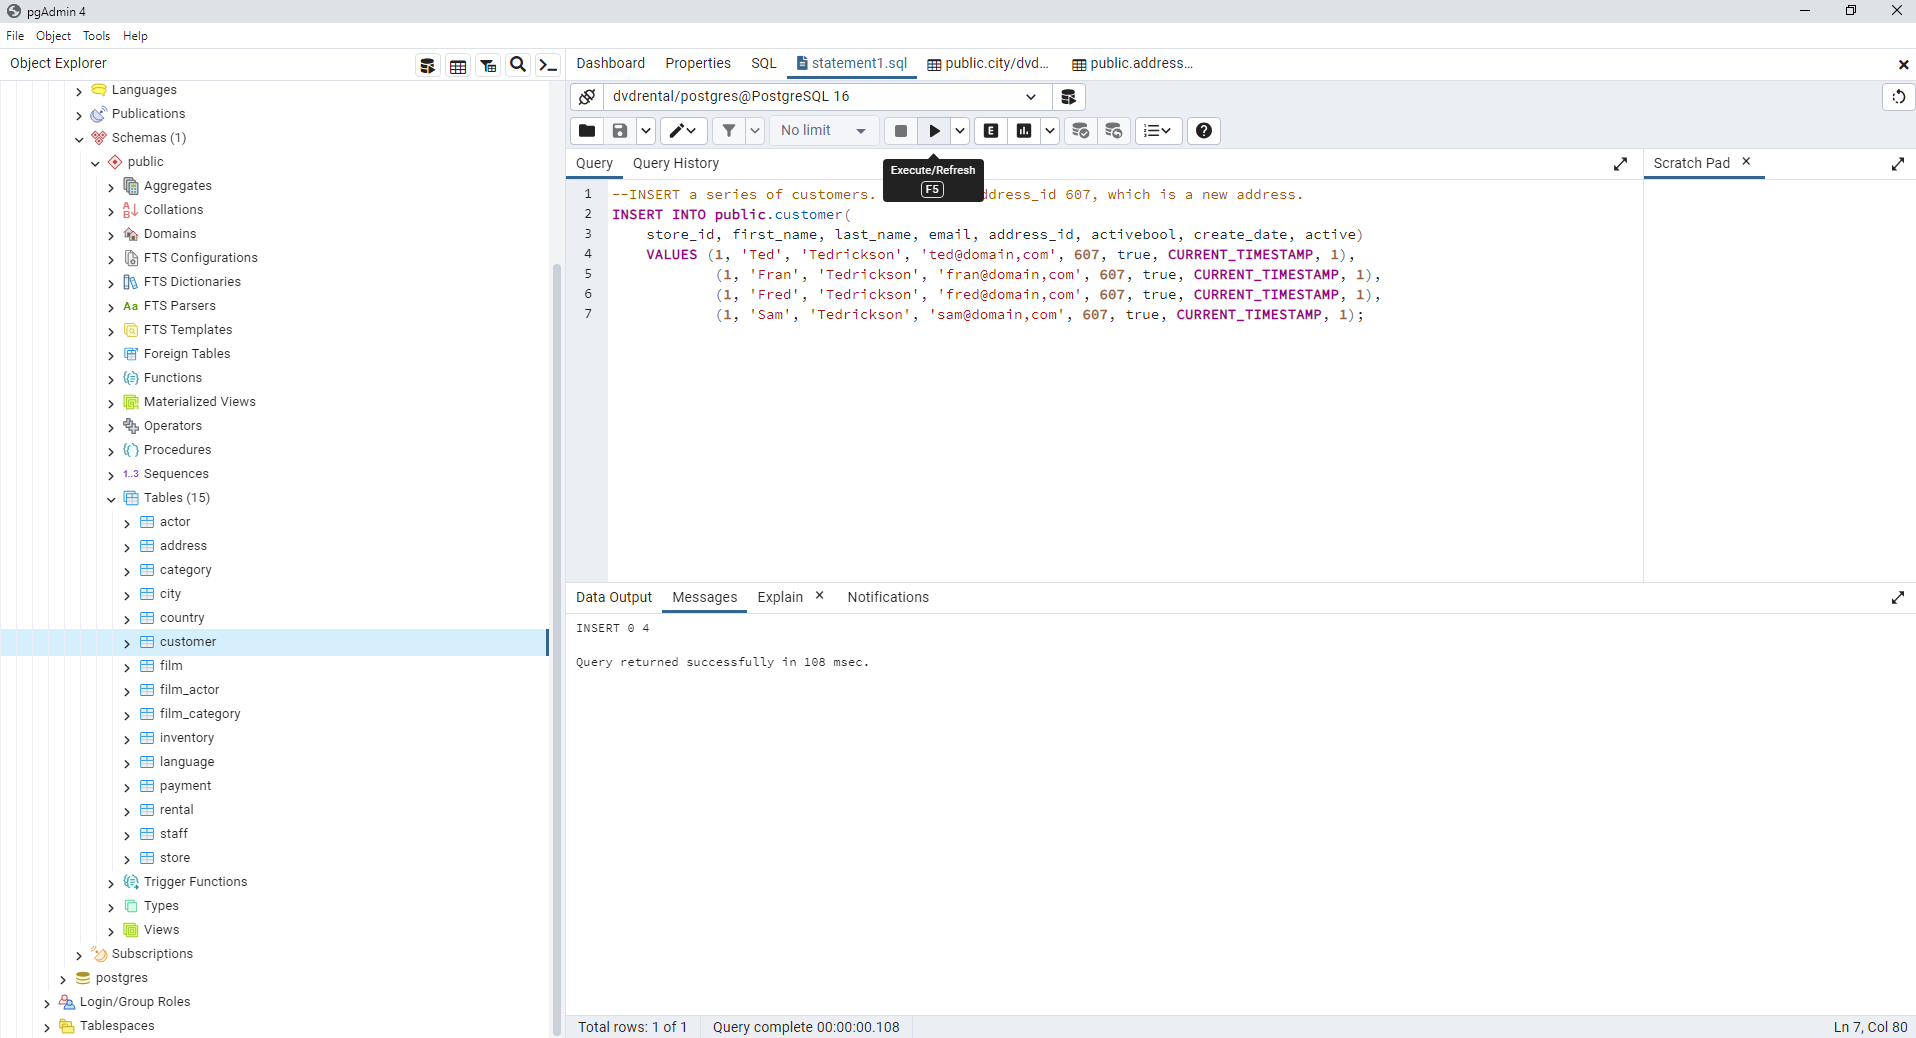 pgAdmin 4
File Object Tools Help
Object Explorer
Languages
Publications
Schemas (1)
public
Aggregates
Collations
Domains
FTS Configurations
FTS Dictionaries
Aa FTS Parsers
FTS Templates
Foreign Tables
Functions
Materialized Views
Operators
Procedures
1..3 Sequences
Tables (15)
actor
address
category
city
country
customer
film
film_actor
film_category
inventory
language
payment
rental
staff
store
Trigger Functions
Types
Views
Subscriptions
postgres
Login/Group Roles
Tablespaces
Dashboard Properties SQL statement1.sql public.city/dvd... public.address...
dvdrental/postgres@PostgreSQL 16
No limit E
Query Query History
Execute/Refresh
F5
Scratch Pad
1 --INSERT a series of customers. ddress_id 607, which is a new address.
2 INSERT INTO public.customer(
3 store_id, first_name, last_name, email, address_id, activebool, create_date, active)
4 VALUES (1, 'Ted', 'Tedrickson', 'ted@domain,com', 607, true, CURRENT_TIMESTAMP, 1),
5 (1, 'Fran', 'Tedrickson', 'fran@domain,com', 607, true, CURRENT_TIMESTAMP, 1),
6 (1, 'Fred', 'Tedrickson', 'fred@domain,com', 607, true, CURRENT_TIMESTAMP, 1),
7 (1, 'Sam', 'Tedrickson', 'sam@domain,com', 607, true, CURRENT_TIMESTAMP, 1);
Data Output Messages Explain Notifications
INSERT 0 4
Query returned successfully in 108 msec.
Total rows: 1 of 1 Query complete 00:00:00.108 Ln 7, Col 80